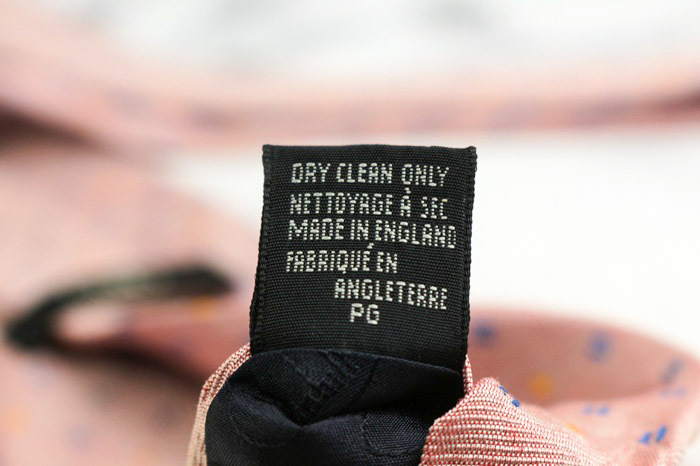 DRY CLEAN ONLY
NETTOYAGE À SEC
MADE IN ENGLAND
FABRIQUÉ EN
ANGLETERRE
PG